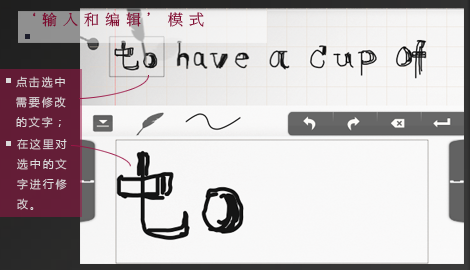 ‘输入和编辑’模式
to have a cup of
点击选中
需要修改
的文字；
在这里对
选中的文
字进行修
改。
to